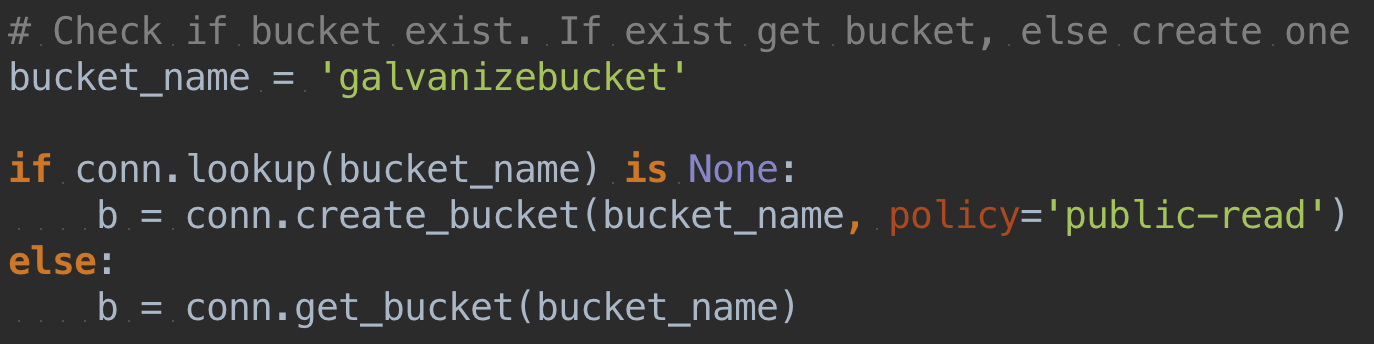 # Check if bucket exist. If exist get bucket, else create one
bucket_name = 'galvanizebucket'

if conn.lookup(bucket_name) is None:
    b = conn.create_bucket(bucket_name, policy='public-read')
else:
    b = conn.get_bucket(bucket_name)